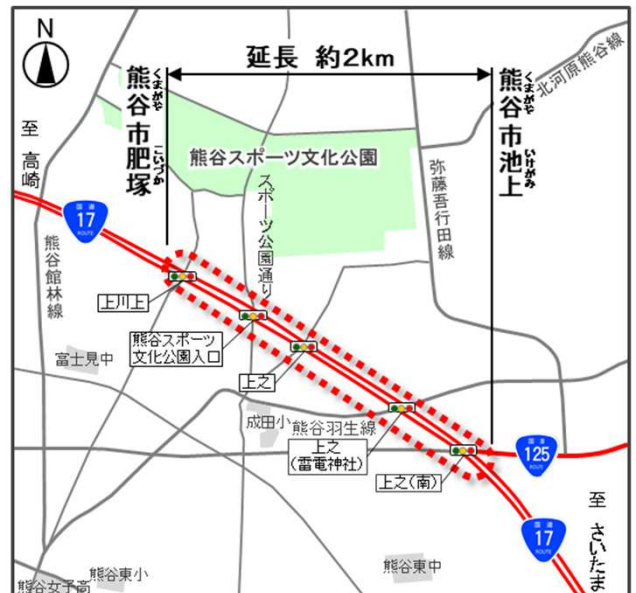 N
延長 約2km
熊谷市肥塚
くまがや
こいづか
熊谷市池上
くまがや
いけがみ
北河原熊谷線
至 高崎
熊谷スポーツ文化公園
弥藤吾行田線
スポーツ公園通り
国道
17
ROUTE
熊谷館林線
上川上
熊谷スポーツ
文化公園入口
富士見中
上之
成田小
熊谷羽生線
上之
(雷電神社)
上之(南)
国道
125
ROUTE
至 さいたま
国道
17
ROUTE
熊谷東小
熊谷女子高
熊谷東中